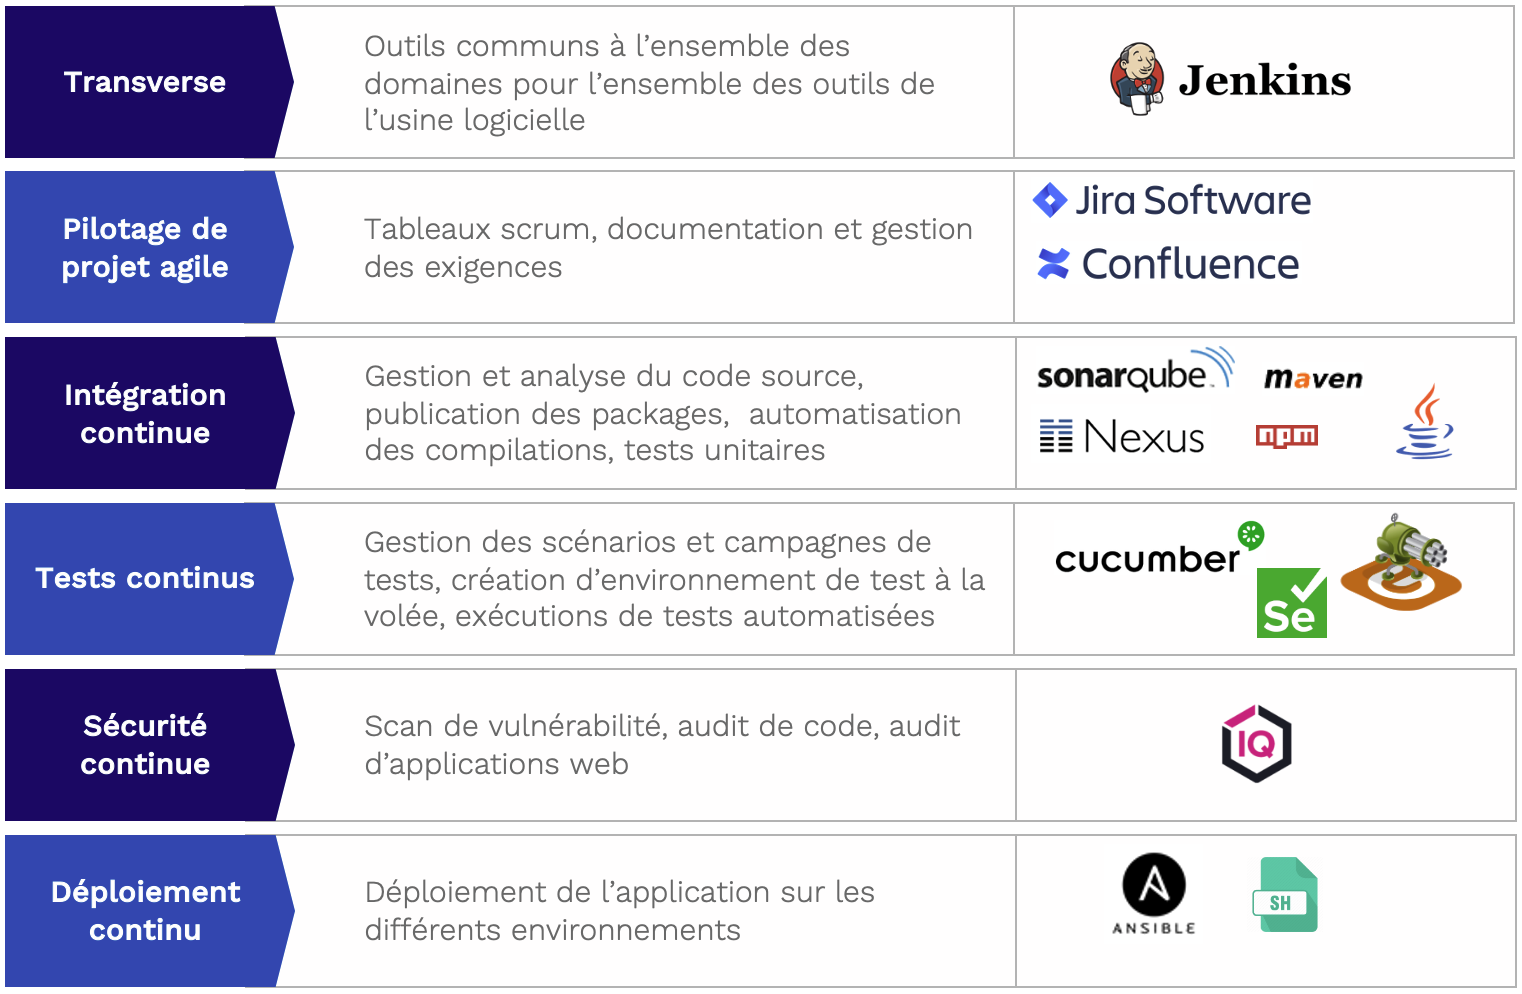 Transverse
Outils communs à l’ensemble des
domaines pour l’ensemble des outils de
l’usine logicielle
Jenkins
Pilotage de
projet agile
Tableaux scrum, documentation et gestion
des exigences
Jira Software
Confluence
Intégration
continue
Gestion et analyse du code source,
publication des packages,  automatisation
des compilations, tests unitaires
sonarqube
maven
Nexus
npm
Tests continus
Gestion des scénarios et campagnes de
tests, création d’environnement de test à la
volée, exécutions de tests automatisées
cucumber
Se
Sécurité
continue
Scan de vulnérabilité, audit de code, audit
d’applications web
IQ
Déploiement
continu
Déploiement de l’application sur les
différents environnements
ANSIBLE
SH